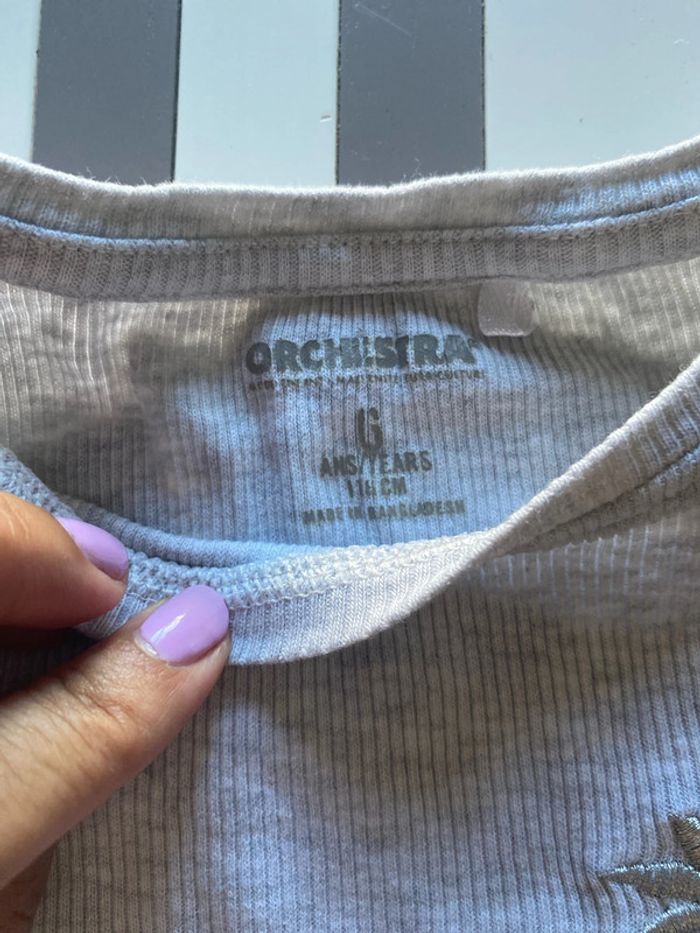 ORCHESTRA
6
ANS/YEARS
116 CM
MADE IN BANGLADESH